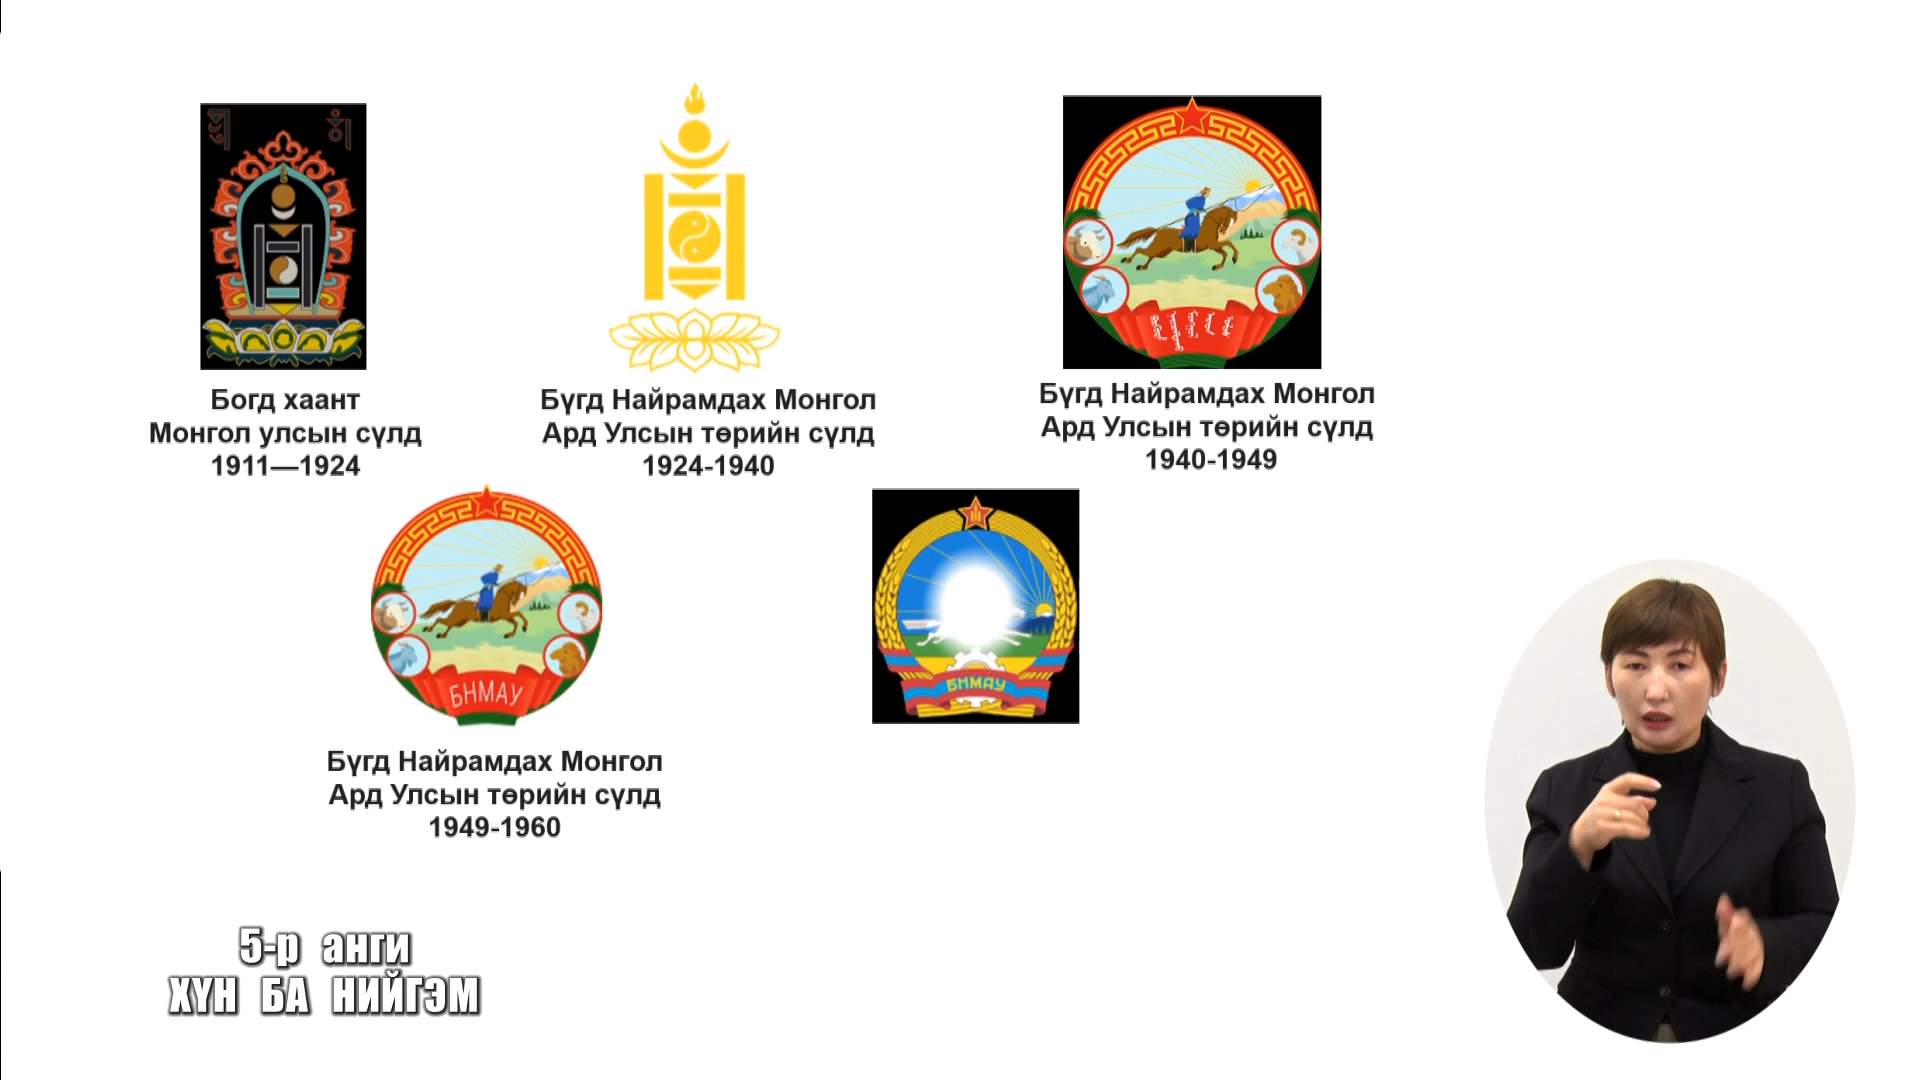 Богд хаант
Монгол улсын сүлд
1911—1924
Бүгд Найрамдах Монгол
Ард Улсын төрийн сүлд
1924-1940
Бүгд Найрамдах Монгол
Ард Улсын төрийн сүлд
1940-1949
БНМАУ
Бүгд Найрамдах Монгол
Ард Улсын төрийн сүлд
1949-1960
БНМАУ
5-р анги
ХҮН БА НИЙГЭМ